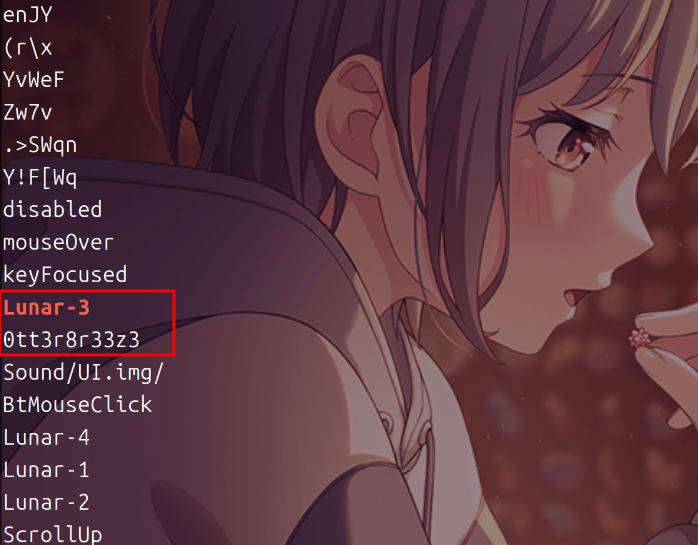 enJY
(r\x
YvWeF
Zw7v
.>SWqn
Y!F[Wq
disabled
mouseOver
keyFocused
Lunar-3
0tt3r8r33z3
Sound/UI.img/
BtMouseClick
Lunar-4
Lunar-1
Lunar-2
ScrollUp